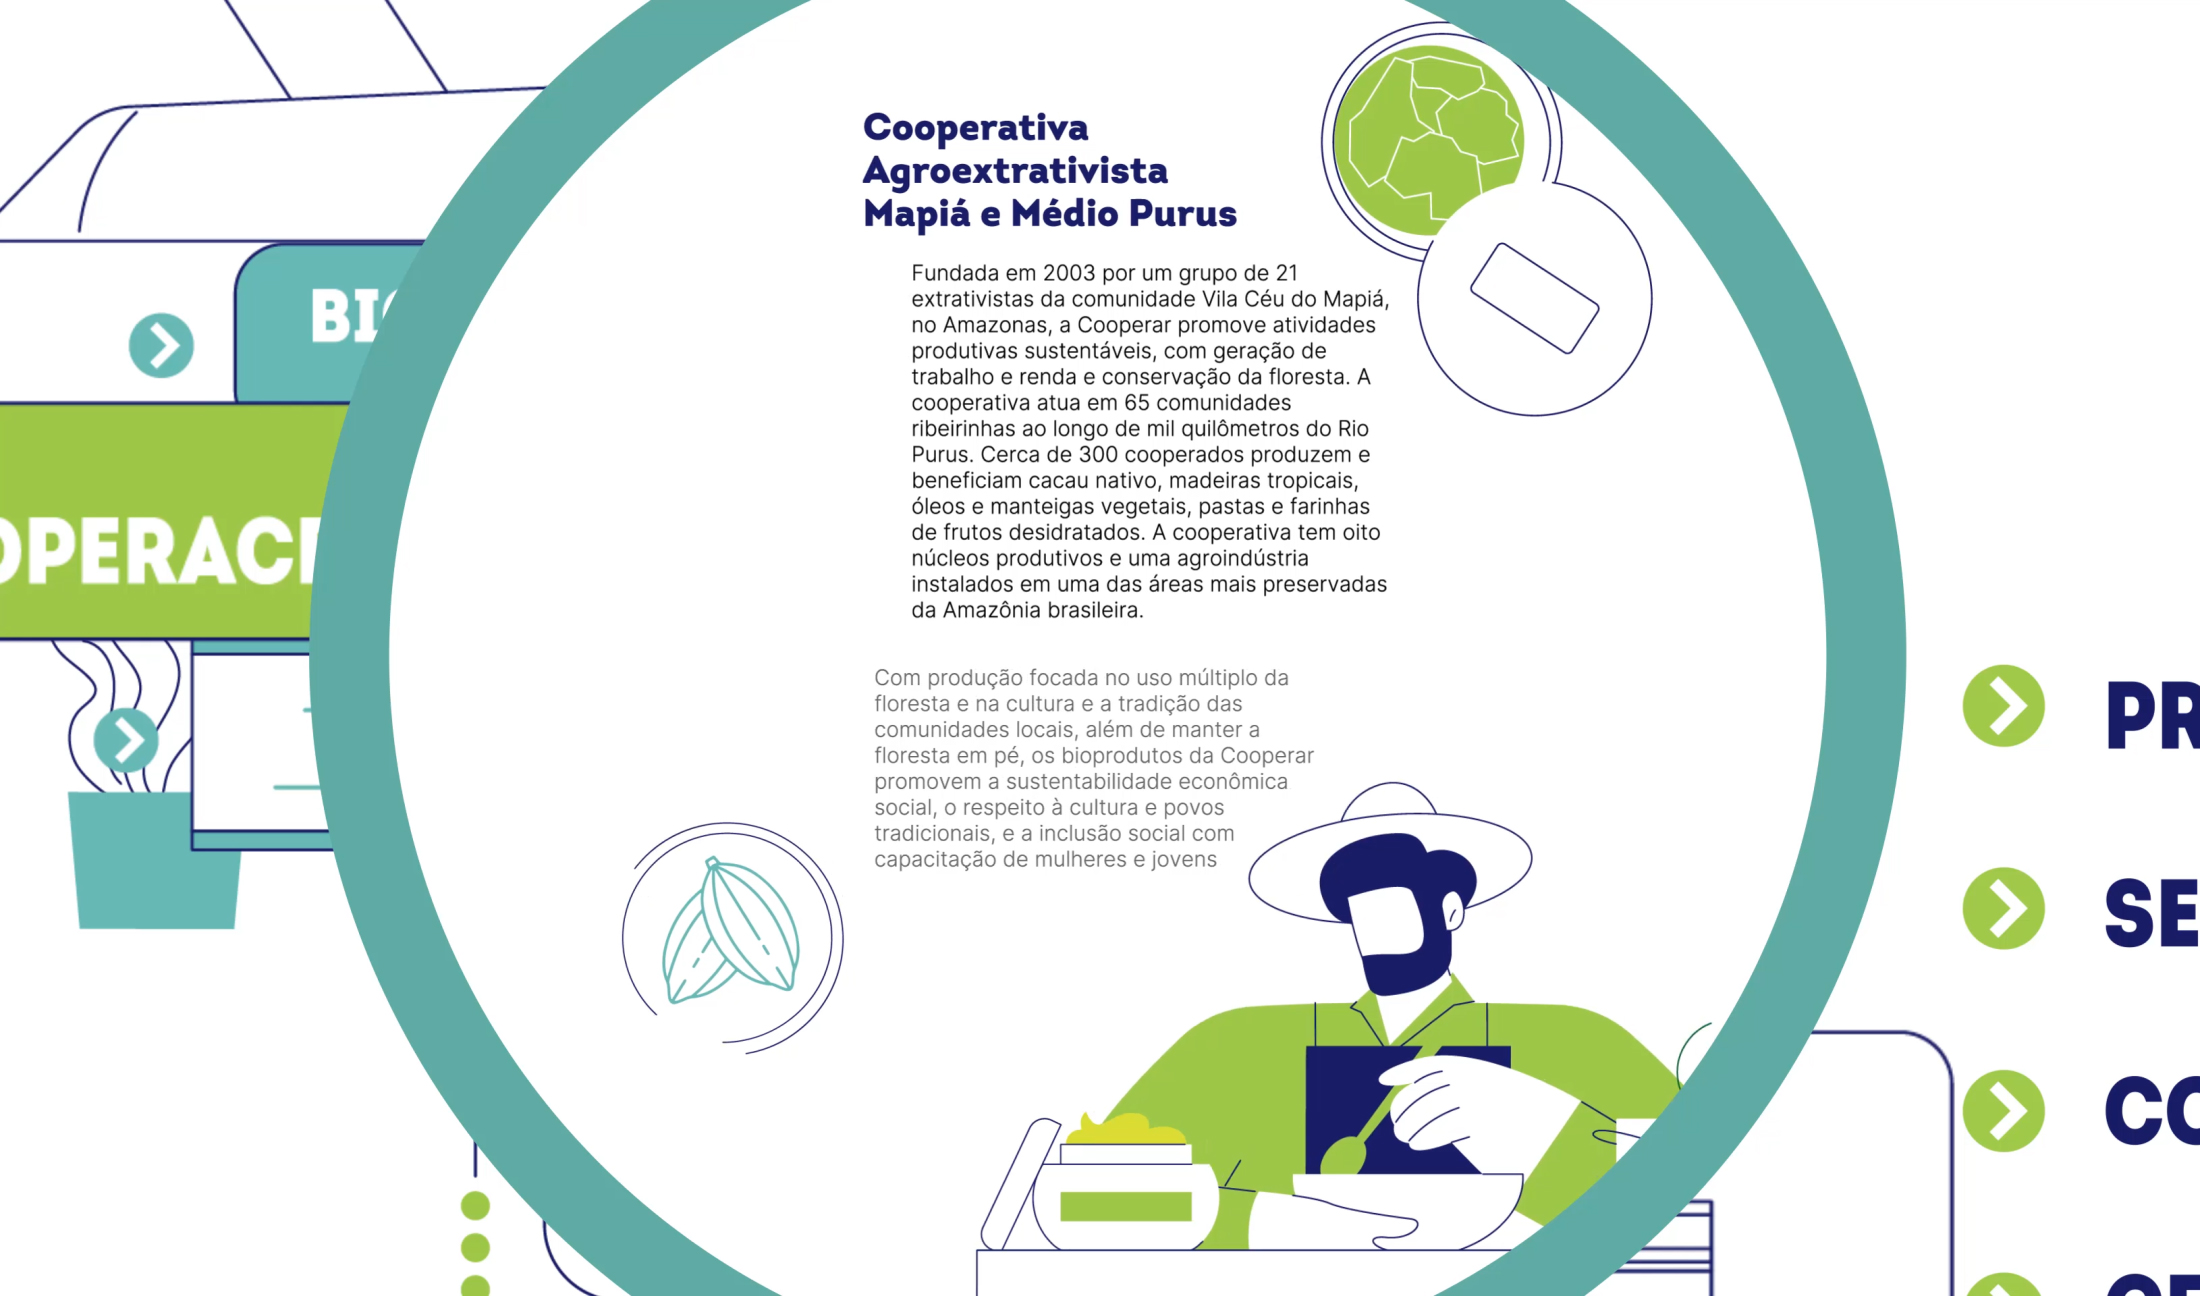 Cooperativa
Agroextrativista
Mapiá e Médio Purus
Fundada em 2003 por um grupo de 21
extrativistas da comunidade Vila Céu do Mapiá,
no Amazonas, a Cooperar promove atividades
produtivas sustentáveis, com geração de
trabalho e renda e conservação da floresta. A
cooperativa atua em 65 comunidades
ribeirinhas ao longo de mil quilômetros do Rio
Purus. Cerca de 300 cooperados produzem e
beneficiam cacau nativo, madeiras tropicais,
óleos e manteigas vegetais, pastas e farinhas
de frutos desidratados. A cooperativa tem oito
núcleos produtivos e uma agroindústria
instalados em uma das áreas mais preservadas
da Amazônia brasileira.
Com produção focada no uso múltiplo da
floresta e na cultura e a tradição das
comunidades locais, além de manter a
floresta em pé, os bioprodutos da Cooperar
promovem a sustentabilidade econômica
social, o respeito à cultura e povos
tradicionais, e a inclusão social com
capacitação de mulheres e jovens
BI
OPERAC
PR
SE
CO